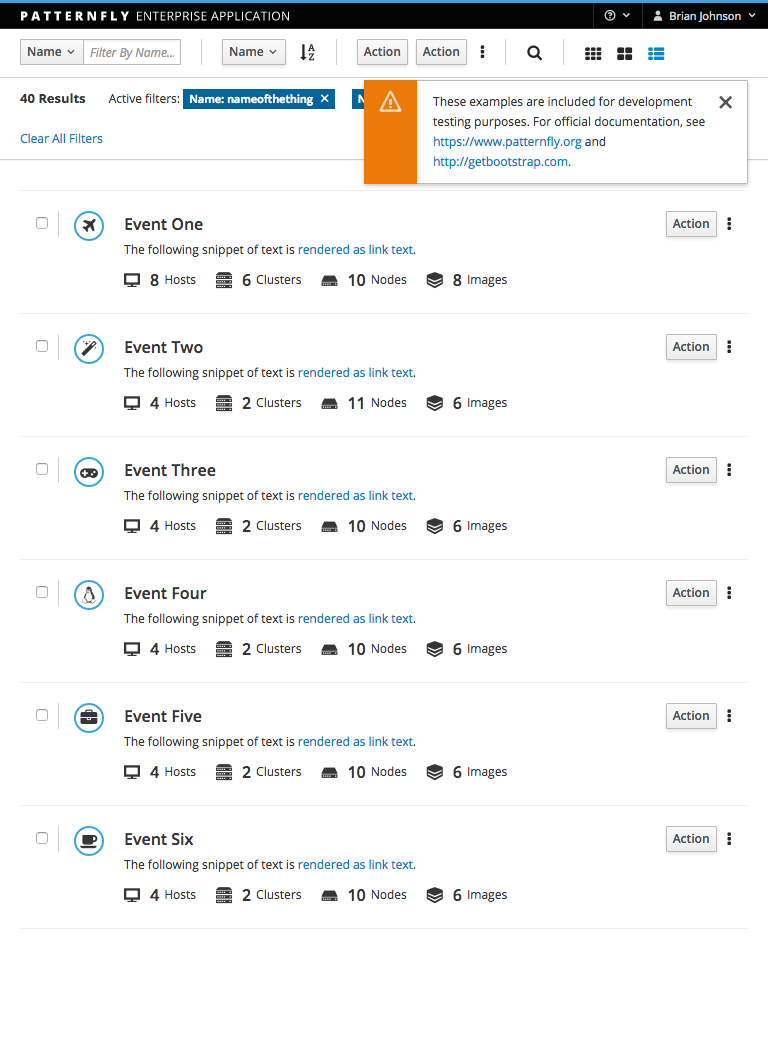 PATTERNFLY ENTERPRISE APPLICATION
Brian Johnson
Name Filter By Name... Name Action Action
40 Results Active filters: Name: nameofthething ×
Clear All Filters
These examples are included for development
testing purposes. For official documentation, see
https://www.patternfly.org and
http://getbootstrap.com.
Event One
Action
The following snippet of text is rendered as link text.
8 Hosts 6 Clusters 10 Nodes 8 Images
Event Two
Action
The following snippet of text is rendered as link text.
4 Hosts 2 Clusters 11 Nodes 6 Images
Event Three
Action
The following snippet of text is rendered as link text.
4 Hosts 2 Clusters 10 Nodes 6 Images
Event Four
Action
The following snippet of text is rendered as link text.
4 Hosts 2 Clusters 10 Nodes 6 Images
Event Five
Action
The following snippet of text is rendered as link text.
4 Hosts 2 Clusters 10 Nodes 6 Images
Event Six
Action
The following snippet of text is rendered as link text.
4 Hosts 2 Clusters 10 Nodes 6 Images